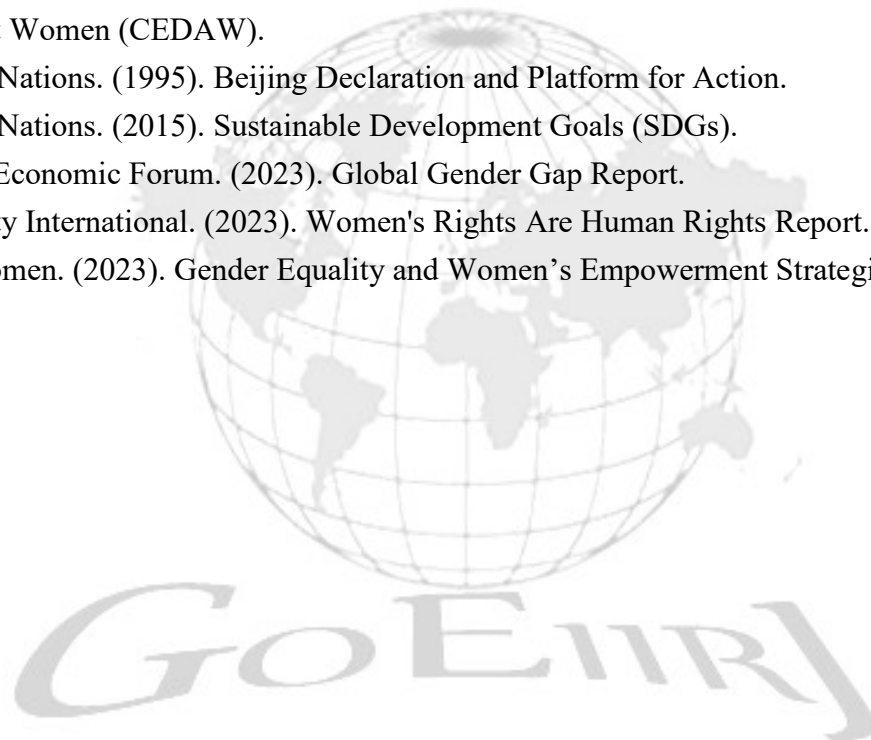 Women (CEDAW).
Nations. (1995). Beijing Declaration and Platform for Action.
Nations. (2015). Sustainable Development Goals (SDGs).
Economic Forum. (2023). Global Gender Gap Report.
ty International. (2023). Women's Rights Are Human Rights Report.
men. (2023). Gender Equality and Women’s Empowerment Strategi
GOEIIRJ